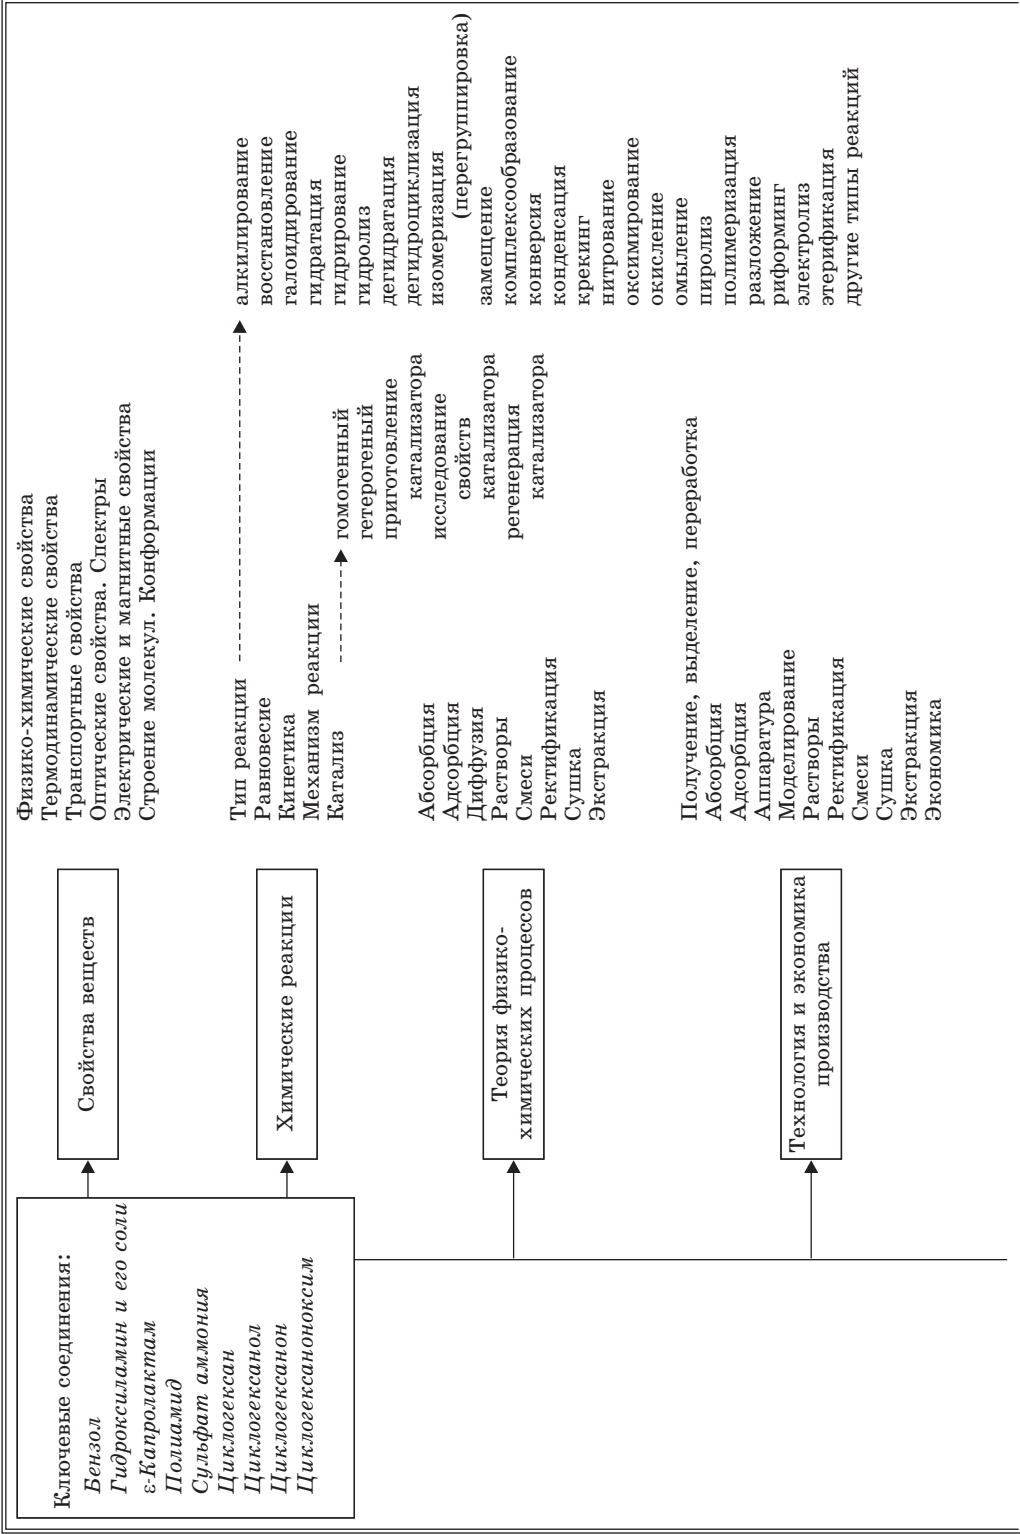 Ключевые соединения:
Бензол
Гидроксиламин и его соли
ε-Капролактам
Полиамид
Сульфат аммония
Циклогексан
Циклогексанол
Циклогексанон
Циклогексаноноксим
Свойства веществ
Физико-химические свойства
Термодинамические свойства
Транспортные свойства
Оптические свойства. Спектры
Электрические и магнитные свойства
Строение молекул. Конформации
Химические реакции
Тип реакции
Равновесие
Кинетика
Механизм реакции
Катализ
гомогенный
гетерогеный
приготовление
катализатора
исследование
свойств
катализатора
регенерация
катализатора
алкилирование
восстановление
галоидирование
гидратация
гидрирование
гидролиз
дегидратация
дегидроциклизация
изомеризация
(перегруппировка)
замещение
комплексообразование
конверсия
конденсация
крекинг
нитрование
оксимирование
окисление
омыление
пиролиз
полимеризация
разложение
риформинг
электролиз
этерификация
другие типы реакций
Теория физико-
химических процессов
Абсорбция
Адсорбция
Диффузия
Растворы
Смеси
Ректификация
Сушка
Экстракция
Технология и экономика
производства
Получение, выделение, переработка
Абсорбция
Адсорбция
Аппаратура
Моделирование
Растворы
Ректификация
Смеси
Сушка
Экстракция
Экономика